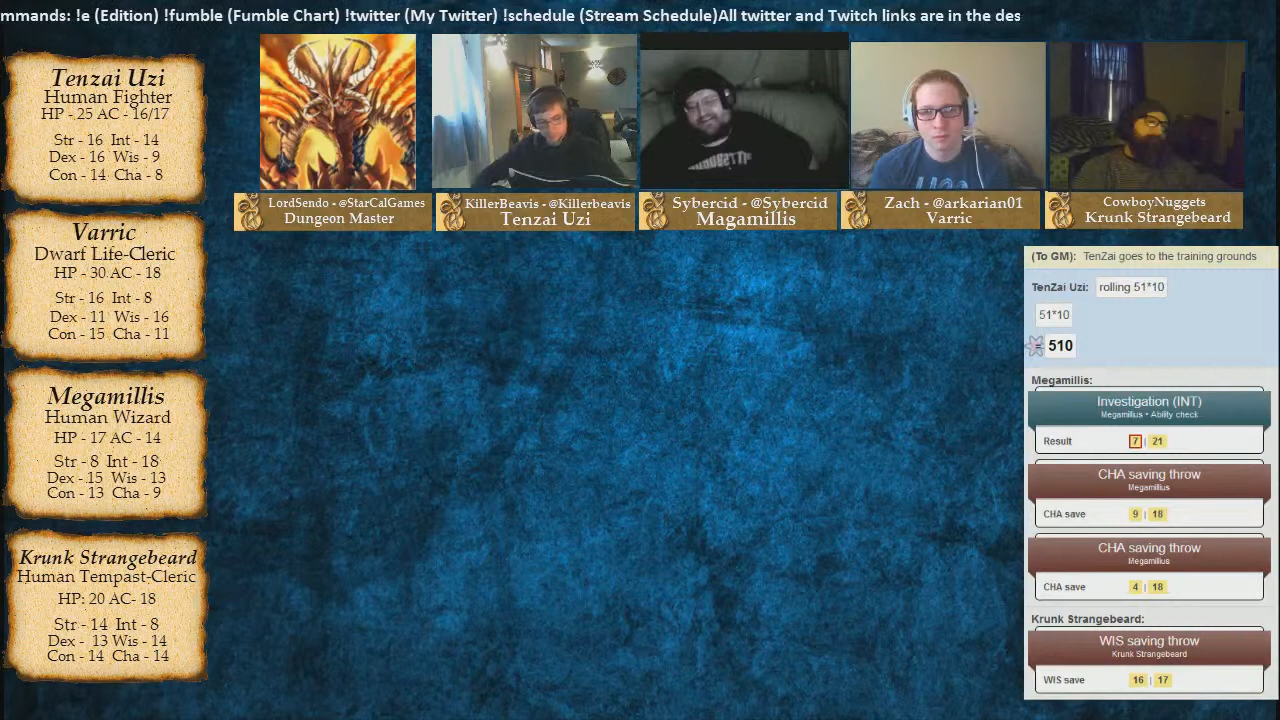 mmands: !e (Edition) !fumble (Fumble Chart) !twitter (My Twitter) !schedule (Stream Schedule)All twitter and Twitch links are in the des
Tenzai Uzi
Human Fighter
HP - 25 AC - 16/17
Str - 16 Int - 14
Dex - 16 Wis - 9
Con - 14 Cha - 8
Varric
Dwarf Life-Cleric
HP - 30 AC - 18
Str - 16 Int - 8
Dex - 11 Wis - 16
Con - 15 Cha - 11
Megamillis
Human Wizard
HP - 17 AC - 14
Str - 8 Int - 18
Dex - 15 Wis - 13
Con - 13 Cha - 9
Krunk Strangebeard
Human Tempast-Cleric
HP: 20 AC- 18
Str - 14 Int - 8
Dex - 13 Wis - 14
Con - 14 Cha - 14
LordSendo - @StarCalGames
Dungeon Master
KillerBeavis - @Killerbeavis
Tenzai Uzi
Sybercid - @Sybercid
Magamillis
Zach - @arkarian01
Varric
CowboyNuggets
Krunk Strangebeard
(To GM): TenZai goes to the training grounds
TenZai Uzi: rolling 51*10
51*10
= 510
Megamillis:
Investigation (INT)
Megamillius • Ability check
Result 7 | 21
CHA saving throw
Megamillius
CHA save 9 | 18
CHA saving throw
Megamillius
CHA save 4 | 18
Krunk Strangebeard:
WIS saving throw
Krunk Strangebeard
WIS save 16 | 17